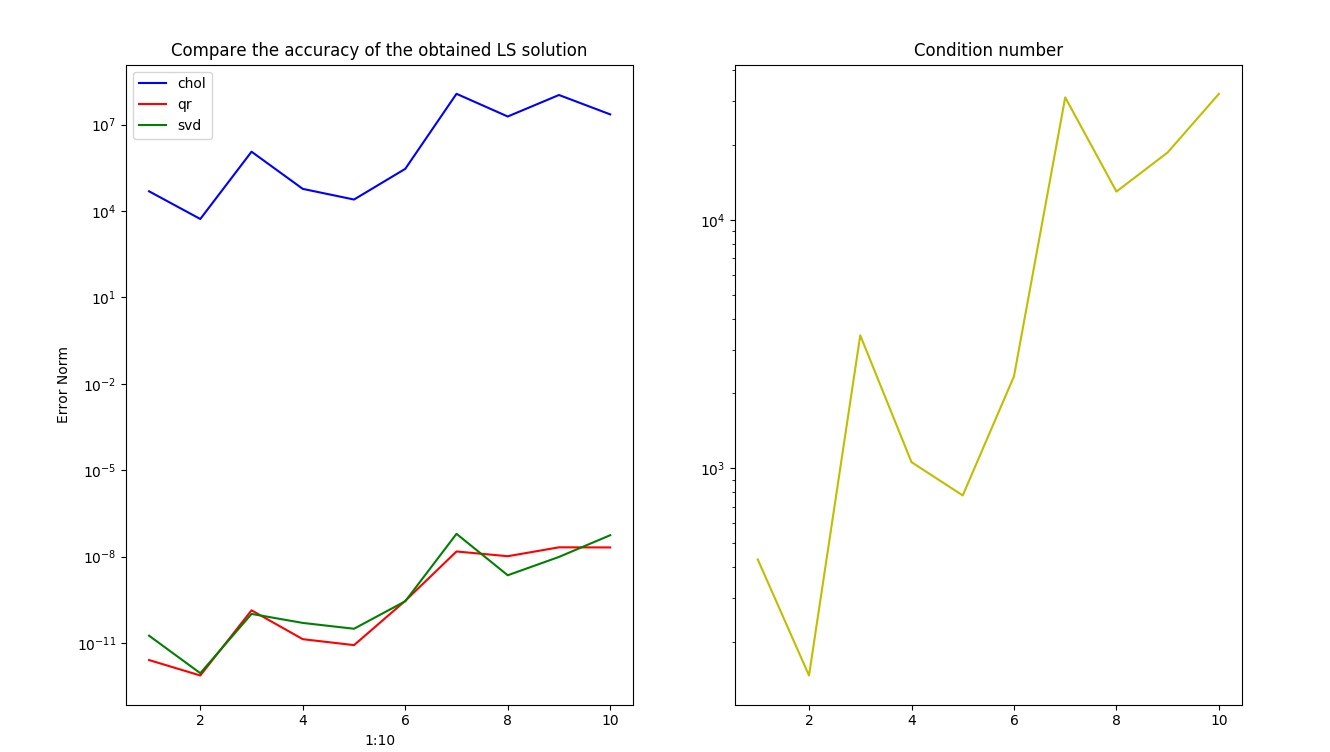 Compare the accuracy of the obtained LS solution
chol
qr
svd
10^7
10^4
10^1
10^-2
10^-5
10^-8
10^-11
Error Norm
2 4 6 8 10
1:10
Condition number
10^4
10^3
2 4 6 8 10